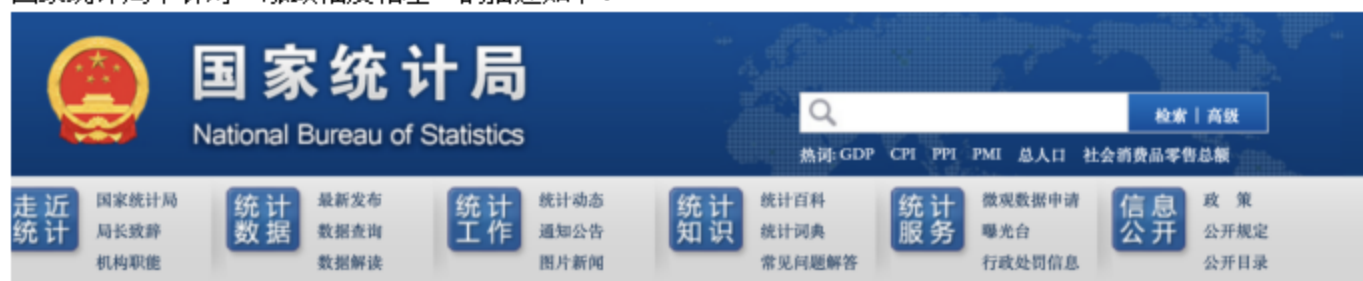 国家统计局
National Bureau of Statistics
检索 | 高级
热词: GDP CPI PPI PMI 总人口 社会消费品零售总额
走近统计 国家统计局 局长致辞 机构职能
统计数据 最新发布 数据查询 数据解读
统计工作 统计动态 通知公告 图片新闻
统计知识 统计百科 统计词典 常见问题解答
统计服务 微观数据申请 曝光台 行政处罚信息
信息公开 政 策 公开规定 公开目录